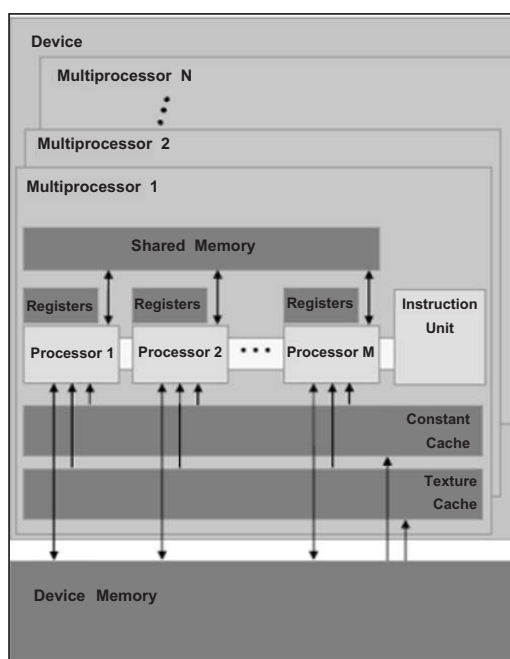 Device
Multiprocessor N
Multiprocessor 2
Multiprocessor 1
Shared Memory
Registers
Registers
Registers
Instruction
Unit
Processor 1
Processor 2
Processor M
Constant
Cache
Texture
Cache
Device Memory